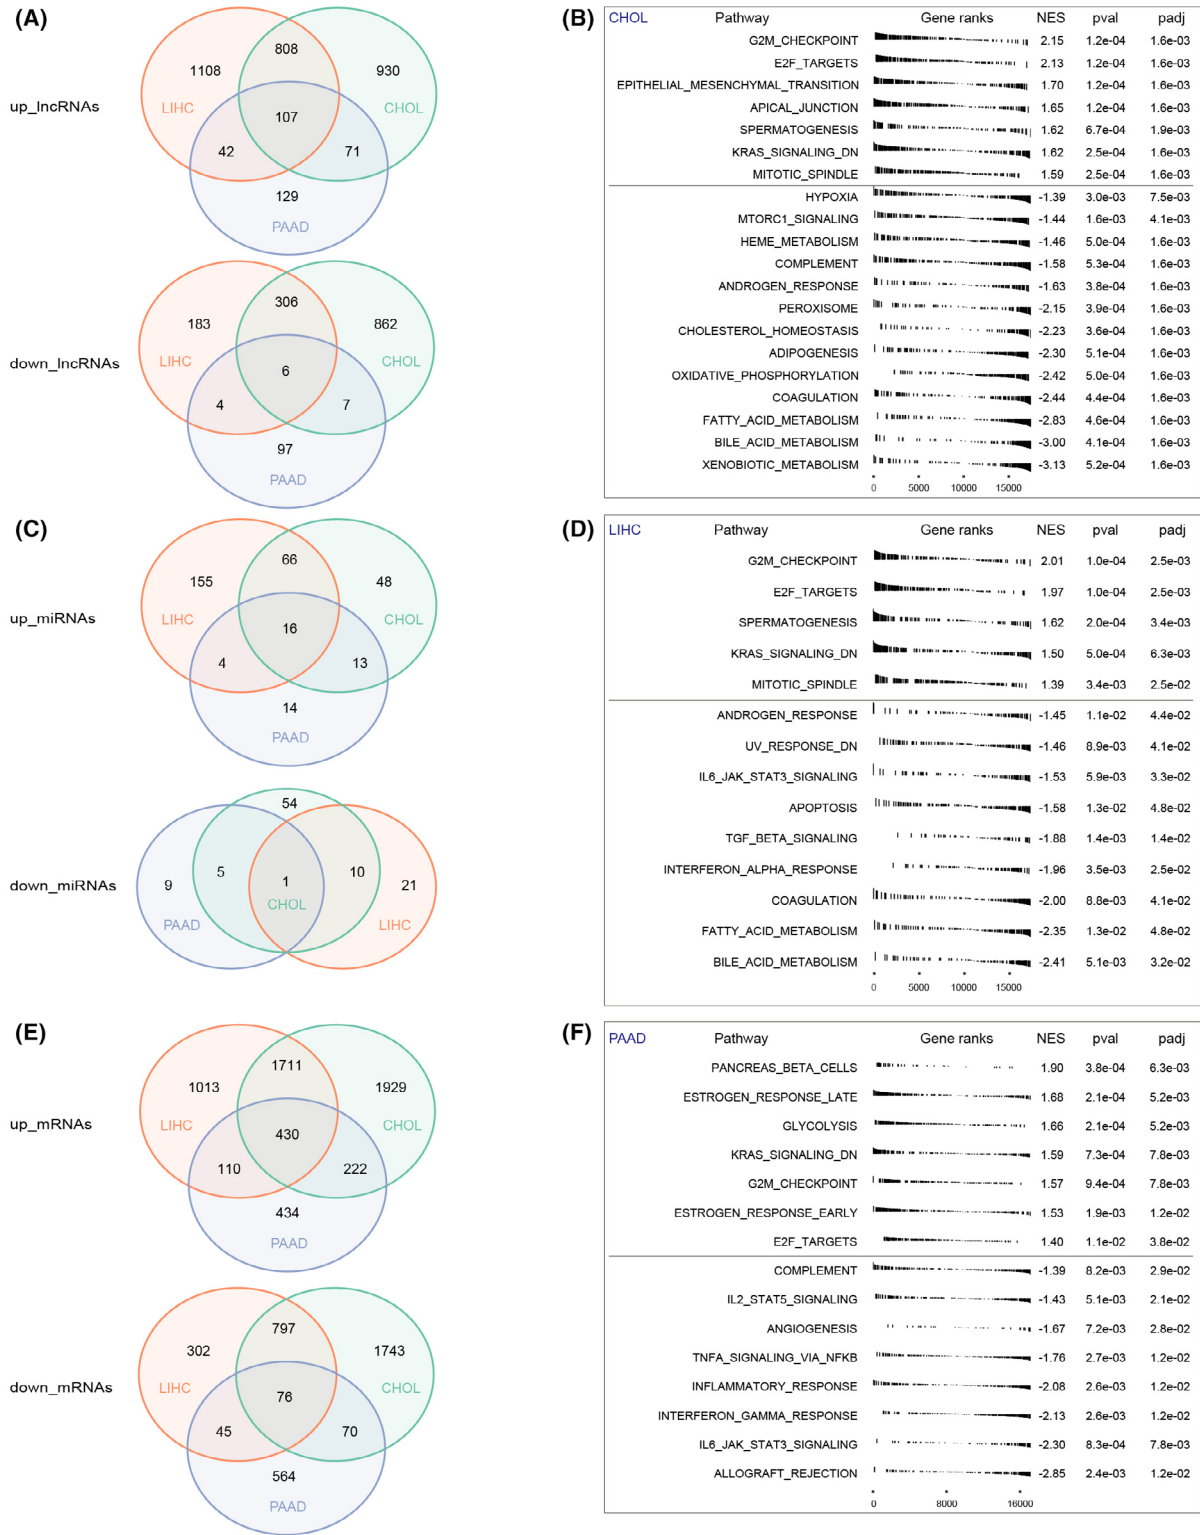 (A)
up_lncRNAs
1108
808
930
LIHC
CHOL
107
42
71
129
PAAD
down_lncRNAs
183
306
862
LIHC
CHOL
6
4
7
97
PAAD
(B)
CHOL Pathway Gene ranks NES pval padj
G2M_CHECKPOINT 2.15 1.2e-04 1.6e-03
E2F_TARGETS 2.13 1.2e-04 1.6e-03
EPITHELIAL_MESENCHYMAL_TRANSITION 1.70 1.2e-04 1.6e-03
APICAL_JUNCTION 1.65 1.2e-04 1.6e-03
SPERMATOGENESIS 1.62 6.7e-04 1.9e-03
KRAS_SIGNALING_DN 1.62 2.5e-04 1.6e-03
MITOTIC_SPINDLE 1.59 2.5e-04 1.6e-03
HYPOXIA -1.39 3.0e-03 7.5e-03
MTORC1_SIGNALING -1.44 1.6e-03 4.1e-03
HEME_METABOLISM -1.46 5.0e-04 1.6e-03
COMPLEMENT -1.58 5.3e-04 1.6e-03
ANDROGEN_RESPONSE -1.63 3.8e-04 1.6e-03
PEROXISOME -2.15 3.9e-04 1.6e-03
CHOLESTEROL_HOMEOSTASIS -2.23 3.6e-04 1.6e-03
ADIPOGENESIS -2.30 5.1e-04 1.6e-03
OXIDATIVE_PHOSPHORYLATION -2.42 5.0e-04 1.6e-03
COAGULATION -2.44 4.4e-04 1.6e-03
FATTY_ACID_METABOLISM -2.83 4.6e-04 1.6e-03
BILE_ACID_METABOLISM -3.00 4.1e-04 1.6e-03
XENOBIOTIC_METABOLISM -3.13 5.2e-04 1.6e-03
0 5000 10000 15000
(C)
up_miRNAs
155
66
48
LIHC
CHOL
16
4
13
14
PAAD
down_miRNAs
54
9
5
1
10
21
CHOL
PAAD
LIHC
(D)
LIHC Pathway Gene ranks NES pval padj
G2M_CHECKPOINT 2.01 1.0e-04 2.5e-03
E2F_TARGETS 1.97 1.0e-04 2.5e-03
SPERMATOGENESIS 1.62 2.0e-04 3.4e-03
KRAS_SIGNALING_DN 1.50 5.0e-04 6.3e-03
MITOTIC_SPINDLE 1.39 3.4e-03 2.5e-02
ANDROGEN_RESPONSE -1.45 1.1e-02 4.4e-02
UV_RESPONSE_DN -1.46 8.9e-03 4.1e-02
IL6_JAK_STAT3_SIGNALING -1.53 5.9e-03 3.3e-02
APOPTOSIS -1.58 1.3e-02 4.8e-02
TGF_BETA_SIGNALING -1.88 1.4e-03 1.4e-02
INTERFERON_ALPHA_RESPONSE -1.96 3.5e-03 2.5e-02
COAGULATION -2.00 8.8e-03 4.1e-02
FATTY_ACID_METABOLISM -2.35 1.3e-02 4.8e-02
BILE_ACID_METABOLISM -2.41 5.1e-03 3.2e-02
0 5000 10000 15000
(E)
up_mRNAs
1013
1711
1929
LIHC
CHOL
430
110
222
434
PAAD
down_mRNAs
302
797
1743
LIHC
CHOL
76
45
70
564
PAAD
(F)
PAAD Pathway Gene ranks NES pval padj
PANCREAS_BETA_CELLS 1.90 3.8e-04 6.3e-03
ESTROGEN_RESPONSE_LATE 1.68 2.1e-04 5.2e-03
GLYCOLYSIS 1.66 2.1e-04 5.2e-03
KRAS_SIGNALING_DN 1.59 7.3e-04 7.8e-03
G2M_CHECKPOINT 1.57 9.4e-04 7.8e-03
ESTROGEN_RESPONSE_EARLY 1.53 1.9e-03 1.2e-02
E2F_TARGETS 1.40 1.1e-02 3.8e-02
COMPLEMENT -1.39 8.2e-03 2.9e-02
IL2_STAT5_SIGNALING -1.43 5.1e-03 2.1e-02
ANGIOGENESIS -1.67 7.2e-03 2.8e-02
TNFA_SIGNALING_VIA_NFKB -1.76 2.7e-03 1.2e-02
INFLAMMATORY_RESPONSE -2.08 2.6e-03 1.2e-02
INTERFERON_GAMMA_RESPONSE -2.13 2.6e-03 1.2e-02
IL6_JAK_STAT3_SIGNALING -2.30 8.3e-04 7.8e-03
ALLOGRAFT_REJECTION -2.85 2.4e-03 1.2e-02
0 8000 16000